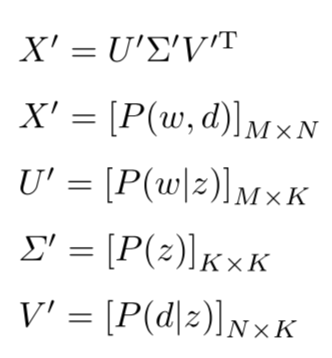 X′ = U′Σ′V′ᵀ
X′ = [P(w, d)]_{M×N}
U′ = [P(w|z)]_{M×K}
Σ′ = [P(z)]_{K×K}
V′ = [P(d|z)]_{N×K}